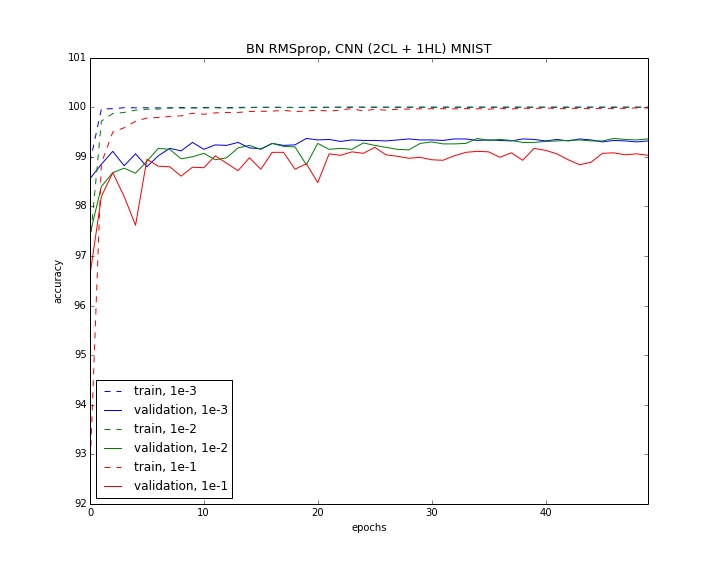 BN RMSprop, CNN (2CL + 1HL) MNIST
101
100
99
98
97
96
95
94
93
92
accuracy
train, 1e-3
validation, 1e-3
train, 1e-2
validation, 1e-2
train, 1e-1
validation, 1e-1
0 10 20 30 40
epochs